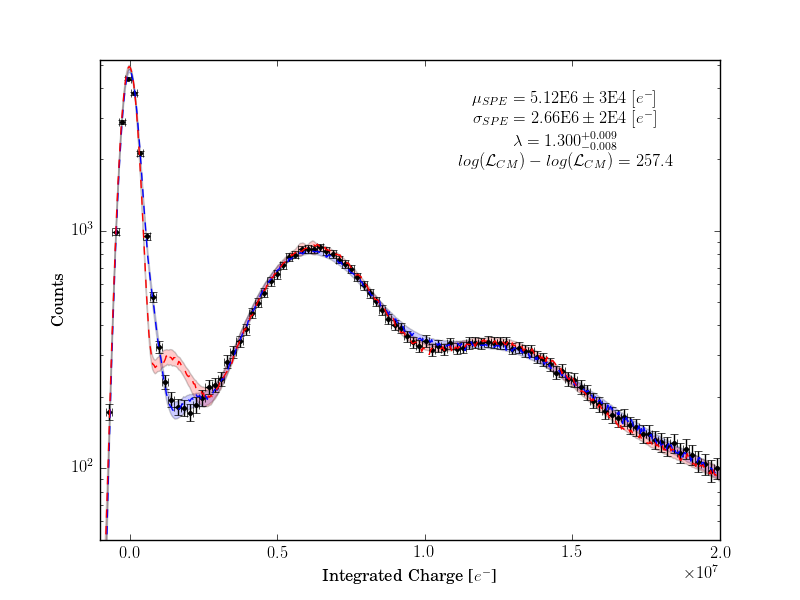 μ_SPE = 5.12E6 ± 3E4 [e⁻]
σ_SPE = 2.66E6 ± 2E4 [e⁻]
λ = 1.300 +0.009 −0.008
log(ℒ_CM) − log(ℒ_CM) = 257.4
Counts
10³
10²
0.0 0.5 1.0 1.5 2.0
×10⁷
Integrated Charge [e⁻]